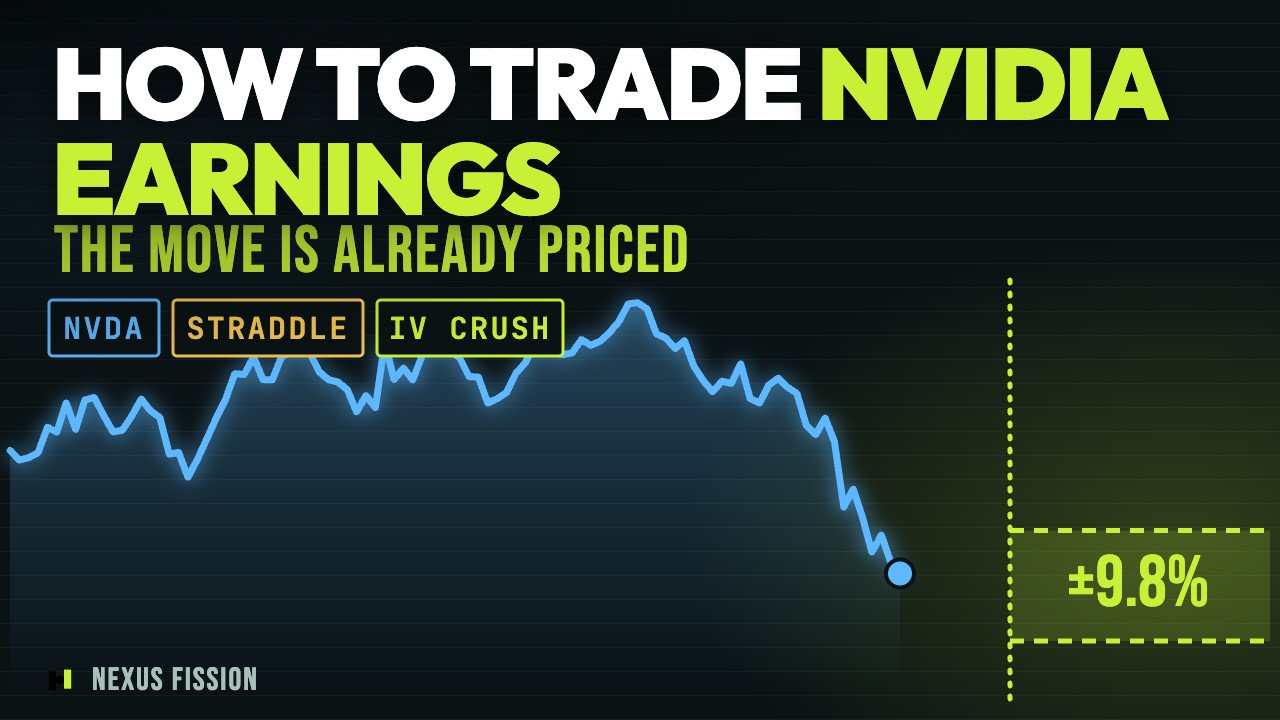 HOW TO TRADE NVIDIA
EARNINGS
THE MOVE IS ALREADY PRICED
NVDA STRADDLE IV CRUSH
±9.8%
NEXUS FISSION